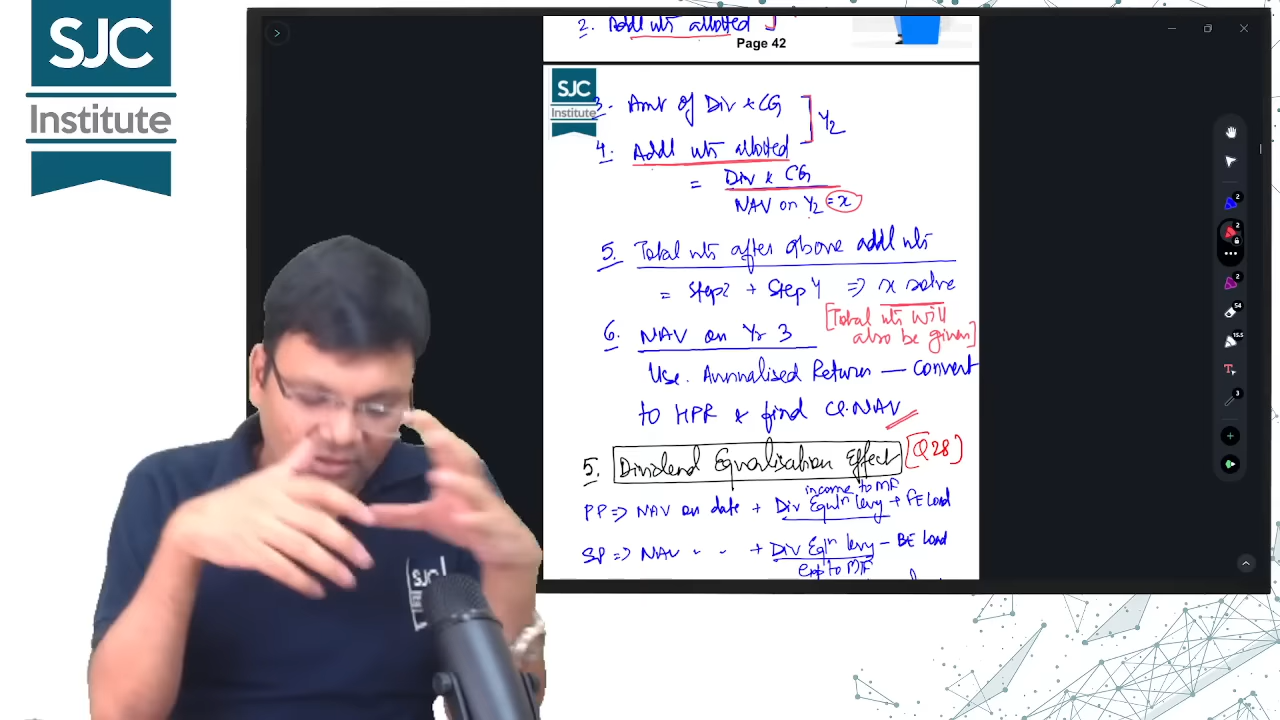 SJC
Institute
2. Addl uts allotted
Page 42
SJC
Institute
3. Amt of Div & CG
4. Addl uts allotted
Y2
= Div & CG
NAV on Y2 = x
5. Total uts after above addl uts
= Step 2 + Step 4 => x solve
[Total uts will
also be given]
6. NAV on Yr 3
Use Annualised Return — Convert
to HPR & find Cl. NAV
5. Dividend Equalisation Effect [Q28]
income to MF
PP => NAV on date + Div Eqn levy + FE Load
SP => NAV " " + Div Eqln levy - BE Load
exp to MF
SJC